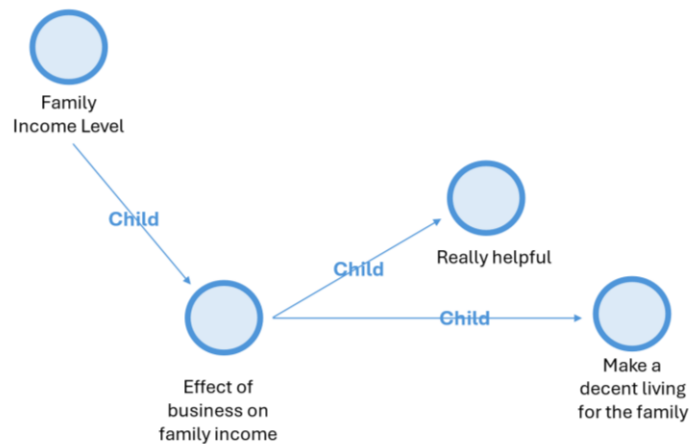 Family
Income Level
Child
Child
Really helpful
Child
Effect of
business on
family income
Make a
decent living
for the family